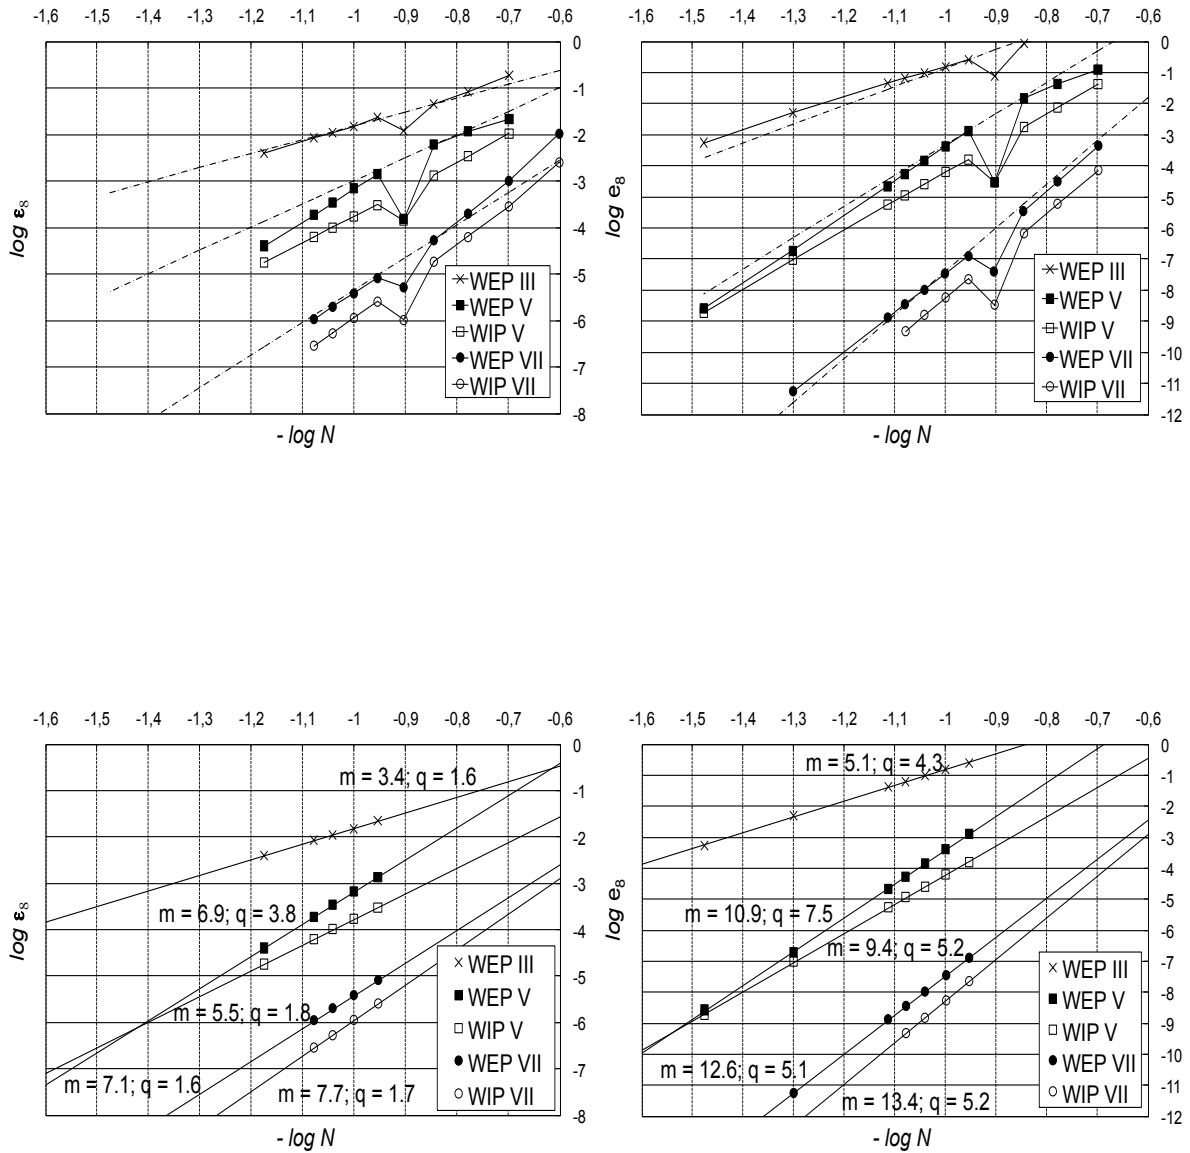 -1,6 -1,5 -1,4 -1,3 -1,2 -1,1 -1 -0,9 -0,8 -0,7 -0,6
0
-1
-2
-3
-4
-5
-6
-7
-8
log ε8
WEP III
WEP V
WIP V
WEP VII
WIP VII
- log N
-1,6 -1,5 -1,4 -1,3 -1,2 -1,1 -1 -0,9 -0,8 -0,7 -0,6
0
-1
-2
-3
-4
-5
-6
-7
-8
-9
-10
-11
-12
log e8
WEP III
WEP V
WIP V
WEP VII
WIP VII
- log N
-1,6 -1,5 -1,4 -1,3 -1,2 -1,1 -1 -0,9 -0,8 -0,7 -0,6
0
-1
-2
-3
-4
-5
-6
-7
-8
log ε8
m = 3.4; q = 1.6
m = 6.9; q = 3.8
m = 5.5; q = 1.8
m = 7.1; q = 1.6
m = 7.7; q = 1.7
WEP III
WEP V
WIP V
WEP VII
WIP VII
- log N
-1,6 -1,5 -1,4 -1,3 -1,2 -1,1 -1 -0,9 -0,8 -0,7 -0,6
0
-1
-2
-3
-4
-5
-6
-7
-8
-9
-10
-11
-12
log e8
m = 5.1; q = 4.3
m = 10.9; q = 7.5
m = 9.4; q = 5.2
m = 12.6; q = 5.1
m = 13.4; q = 5.2
WEP III
WEP V
WIP V
WEP VII
WIP VII
- log N